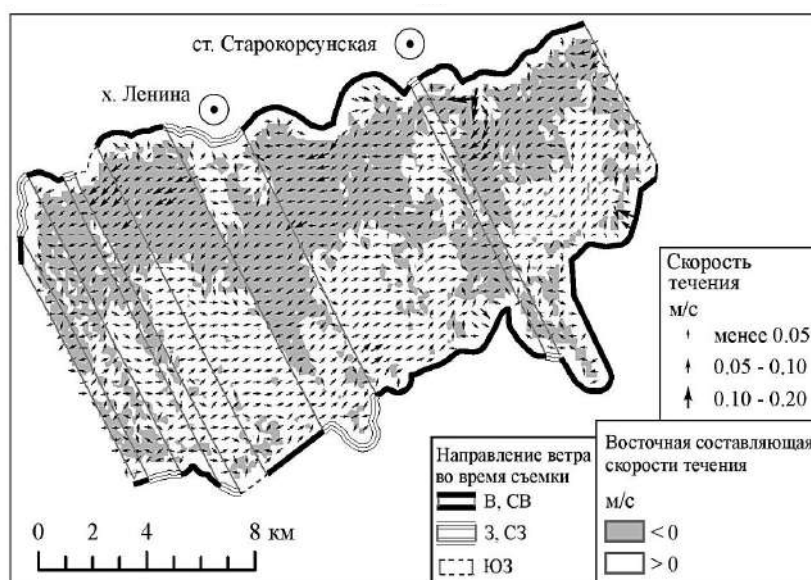 ст. Старокорсунская
х. Ленина
Скорость
течения
м/с
менее 0.05
0.05 - 0.10
0.10 - 0.20
Направление ветра
во время съемки
В, СВ
З, СЗ
ЮЗ
Восточная составляющая
скорости течения
м/с
< 0
> 0
0 2 4 8 км